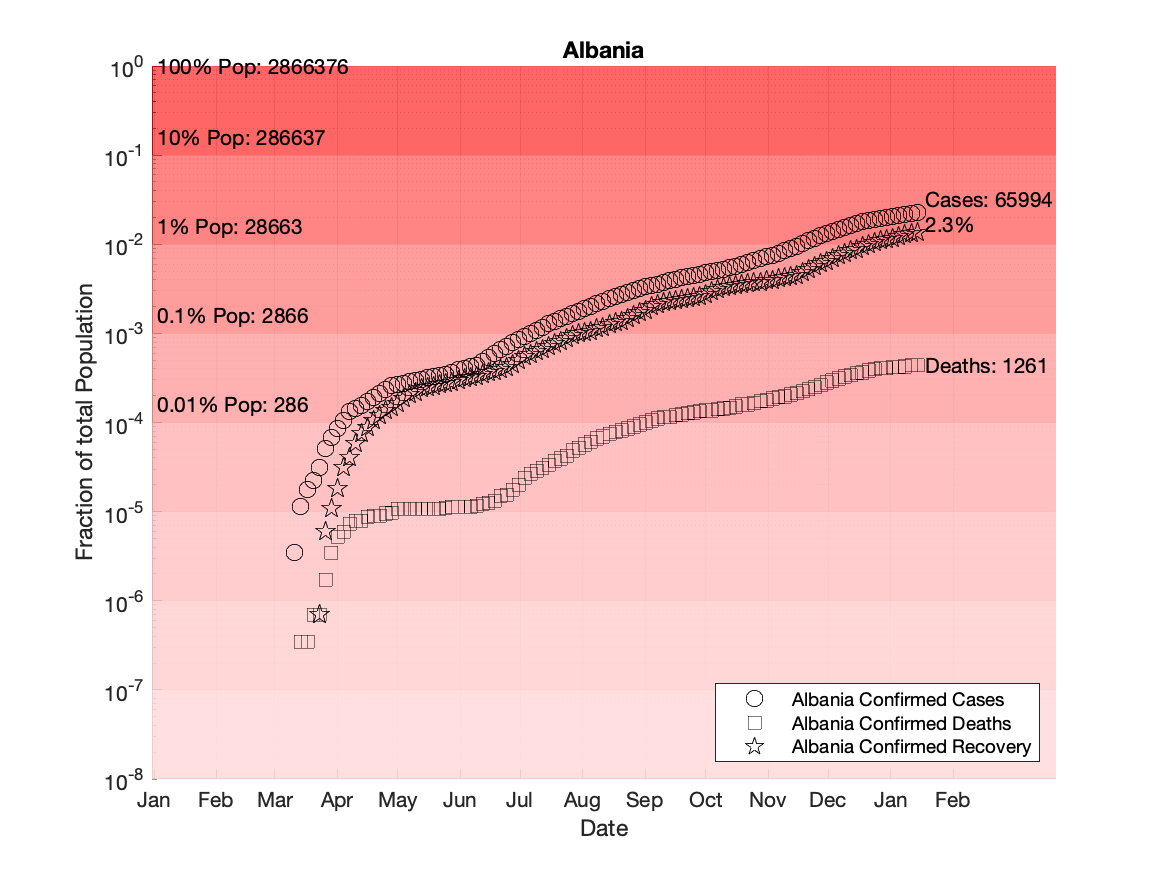 Albania
10^0
100% Pop: 2866376
10% Pop: 286637
10^-1
Cases: 65994
2.3%
1% Pop: 28663
10^-2
0.1% Pop: 2866
10^-3
Deaths: 1261
0.01% Pop: 286
10^-4
10^-5
10^-6
10^-7
10^-8
Fraction of total Population
Albania Confirmed Cases
Albania Confirmed Deaths
Albania Confirmed Recovery
Jan Feb Mar Apr May Jun Jul Aug Sep Oct Nov Dec Jan Feb
Date